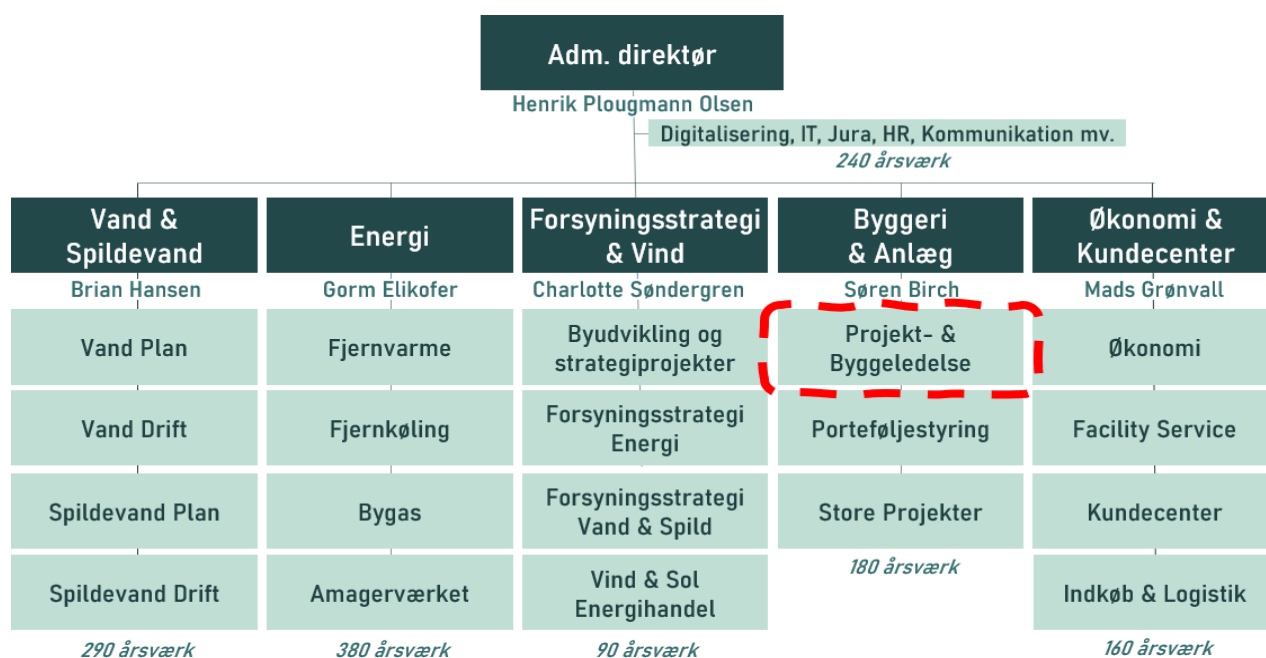 Adm. direktør
Henrik Plougmann Olsen
Digitalisering, IT, Jura, HR, Kommunikation mv.
240 årsværk
Vand &
Spildevand
Brian Hansen
Vand Plan
Vand Drift
Spildevand Plan
Spildevand Drift
290 årsværk
Energi
Gorm Elikofer
Fjernvarme
Fjernkøling
Bygas
Amagerværket
380 årsværk
Forsyningsstrategi
& Vind
Charlotte Søndergren
Byudvikling og
strategiprojekter
Forsyningsstrategi
Energi
Forsyningsstrategi
Vand & Spild
Vind & Sol
Energihandel
90 årsværk
Byggeri
& Anlæg
Søren Birch
Projekt- &
Byggeledelse
Porteføljestyring
Store Projekter
180 årsværk
Økonomi &
Kundecenter
Mads Grønvall
Økonomi
Facility Service
Kundecenter
Indkøb & Logistik
160 årsværk